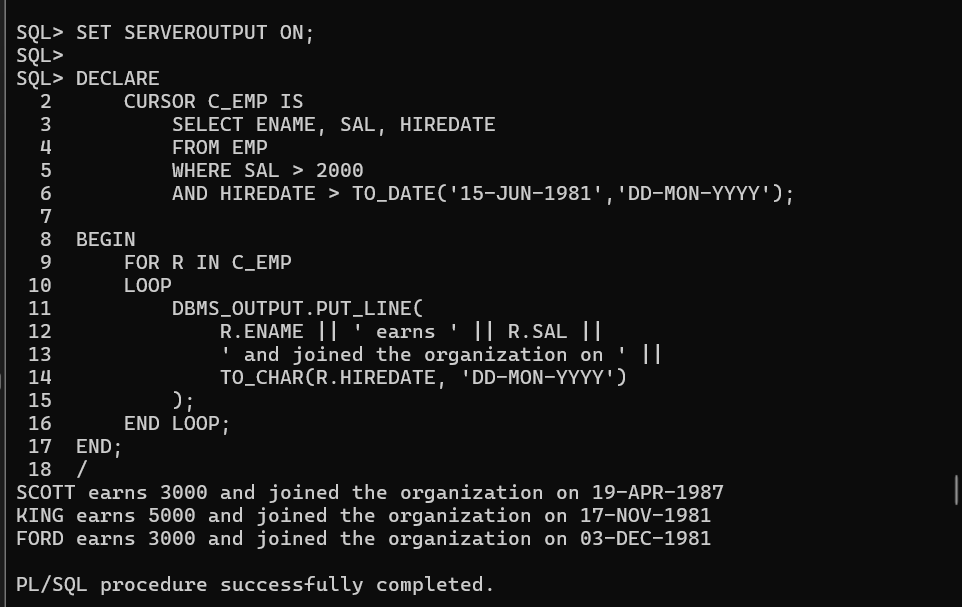 SQL> SET SERVEROUTPUT ON;
SQL>
SQL> DECLARE
  2      CURSOR C_EMP IS
  3          SELECT ENAME, SAL, HIREDATE
  4          FROM EMP
  5          WHERE SAL > 2000
  6          AND HIREDATE > TO_DATE('15-JUN-1981','DD-MON-YYYY');
  7
  8  BEGIN
  9      FOR R IN C_EMP
 10      LOOP
 11          DBMS_OUTPUT.PUT_LINE(
 12              R.ENAME || ' earns ' || R.SAL ||
 13              ' and joined the organization on ' ||
 14              TO_CHAR(R.HIREDATE, 'DD-MON-YYYY')
 15          );
 16      END LOOP;
 17  END;
 18  /
SCOTT earns 3000 and joined the organization on 19-APR-1987
KING earns 5000 and joined the organization on 17-NOV-1981
FORD earns 3000 and joined the organization on 03-DEC-1981

PL/SQL procedure successfully completed.